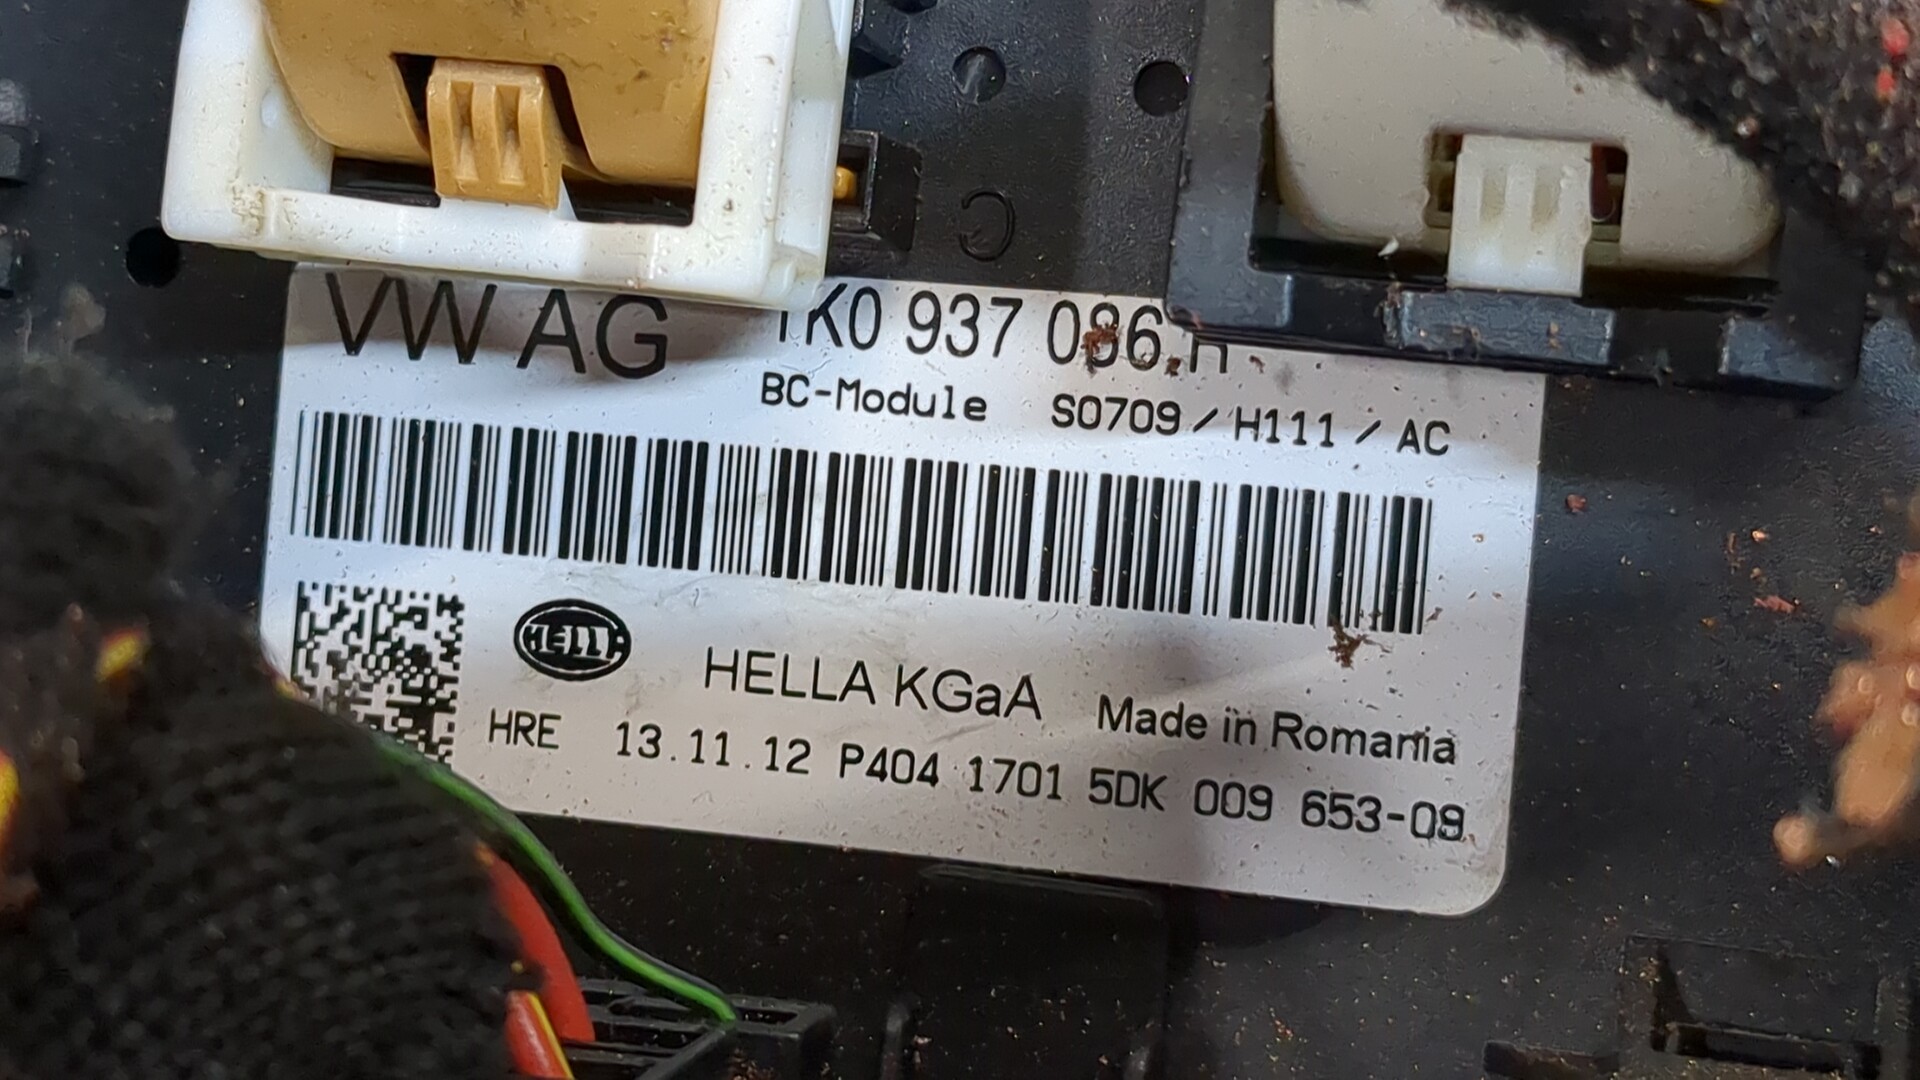 VW AG 1K0 937 086
BC-Module S0709 / H111 / AC
HELLA
HELLA KGaA Made in Romania
HRE 13.11.12 P404 1701 5DK 009 653-09
C